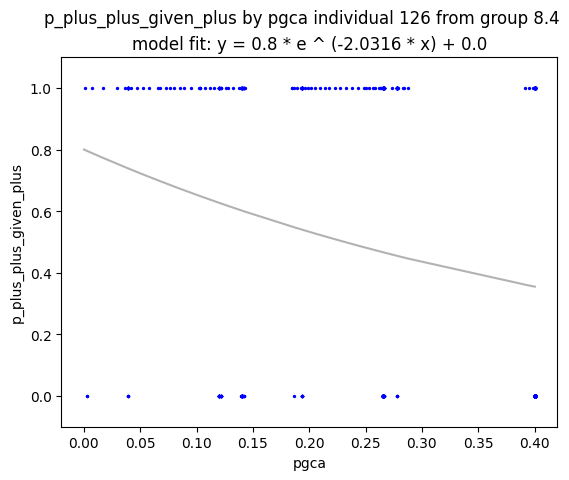 p_plus_plus_given_plus by pgca individual 126 from group 8.4
model fit: y = 0.8 * e ^ (-2.0316 * x) + 0.0
1.0
0.8
0.6
0.4
0.2
0.0
p_plus_plus_given_plus
0.00 0.05 0.10 0.15 0.20 0.25 0.30 0.35 0.40
pgca